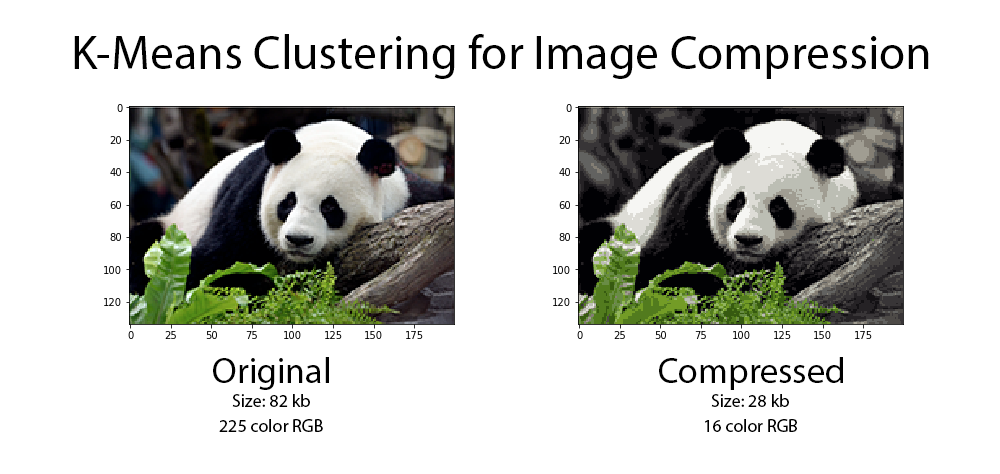 K-Means Clustering for Image Compression
0
20
40
60
80
100
120
0 25 50 75 100 125 150 175
0
20
40
60
80
100
120
0 25 50 75 100 125 150 175
Original
Size: 82 kb
225 color RGB
Compressed
Size: 28 kb
16 color RGB